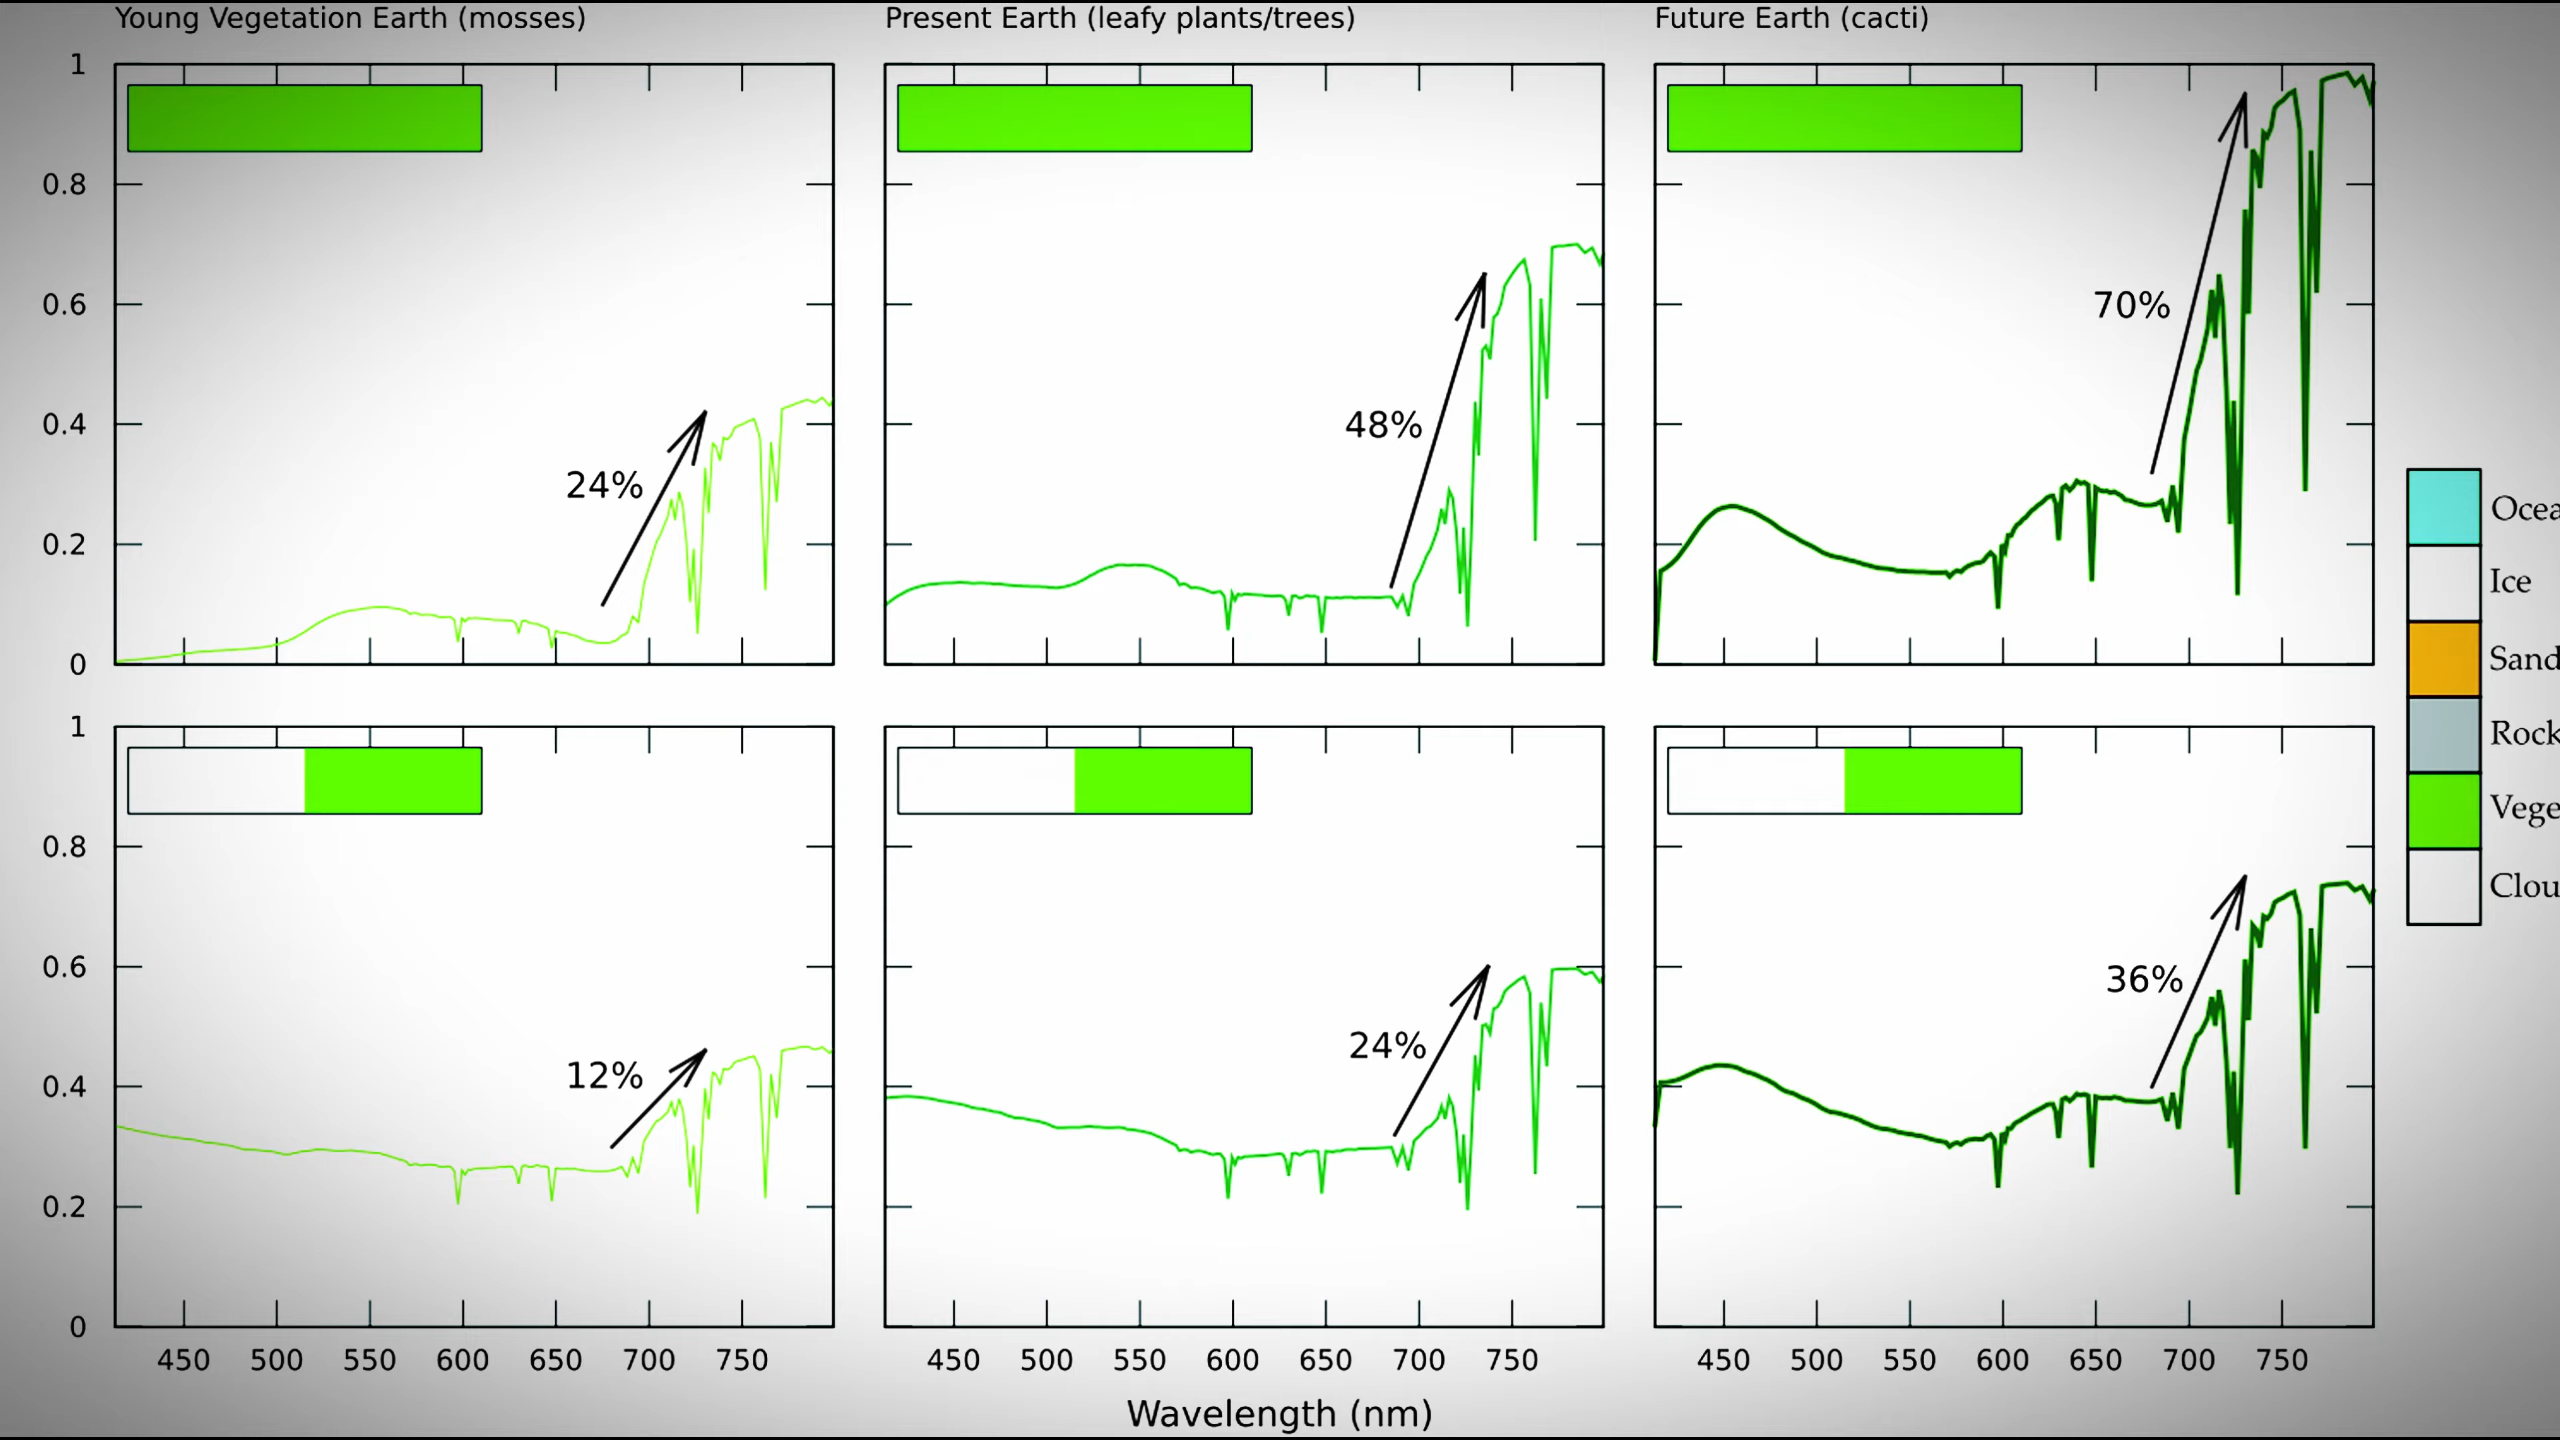 Young Vegetation Earth (mosses)
Present Earth (leafy plants/trees)
Future Earth (cacti)
1
0.8
0.6
0.4
0.2
0
24%
48%
70%
1
0.8
0.6
0.4
0.2
0
12%
24%
36%
Ocea
Ice
Sand
Rock
Vege
Clou
450 500 550 600 650 700 750
450 500 550 600 650 700 750
450 500 550 600 650 700 750
Wavelength (nm)